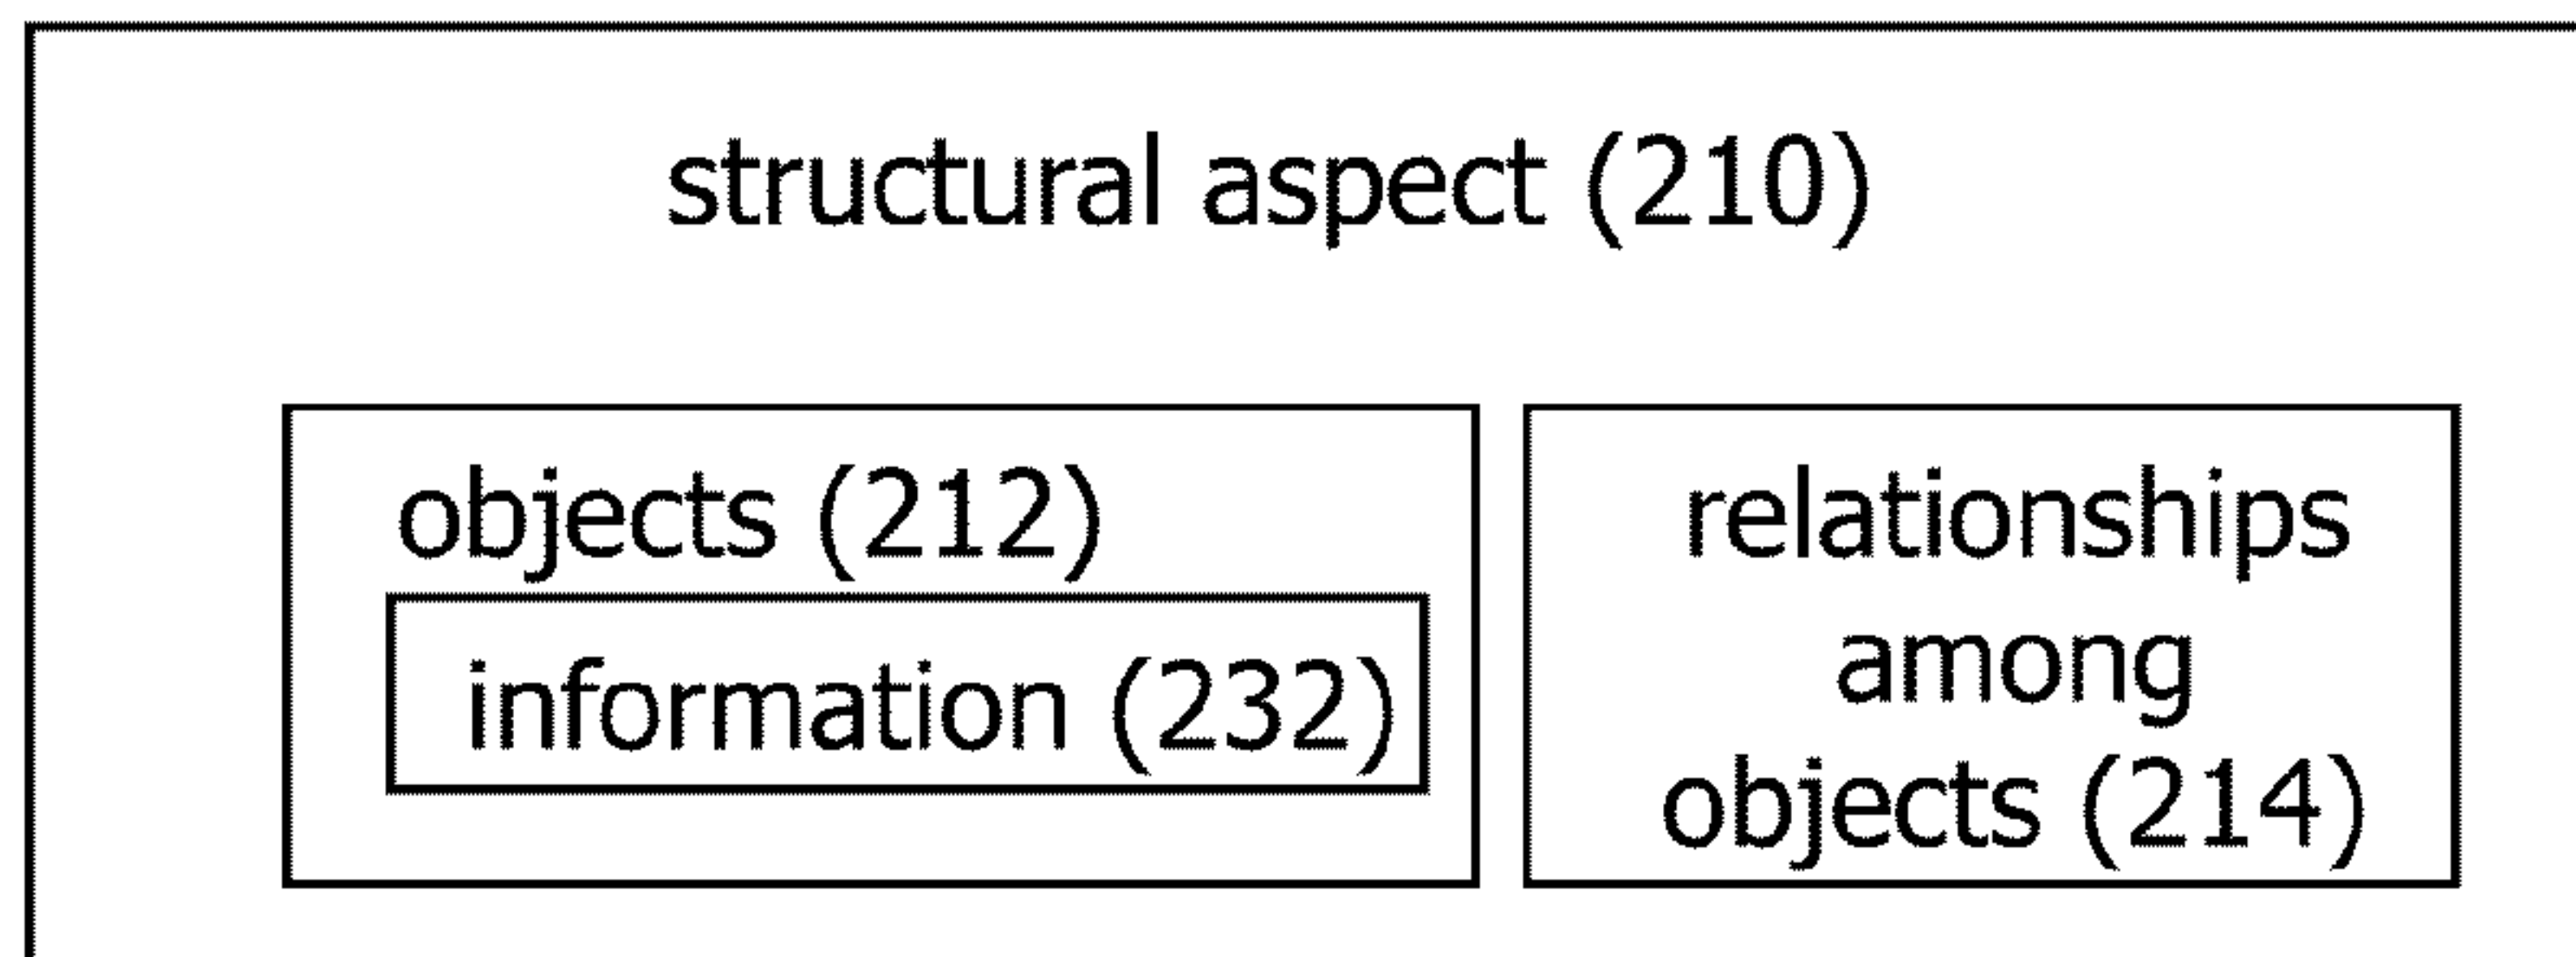 structural aspect (210)
objects (212)
information (232)
relationships
among
objects (214)